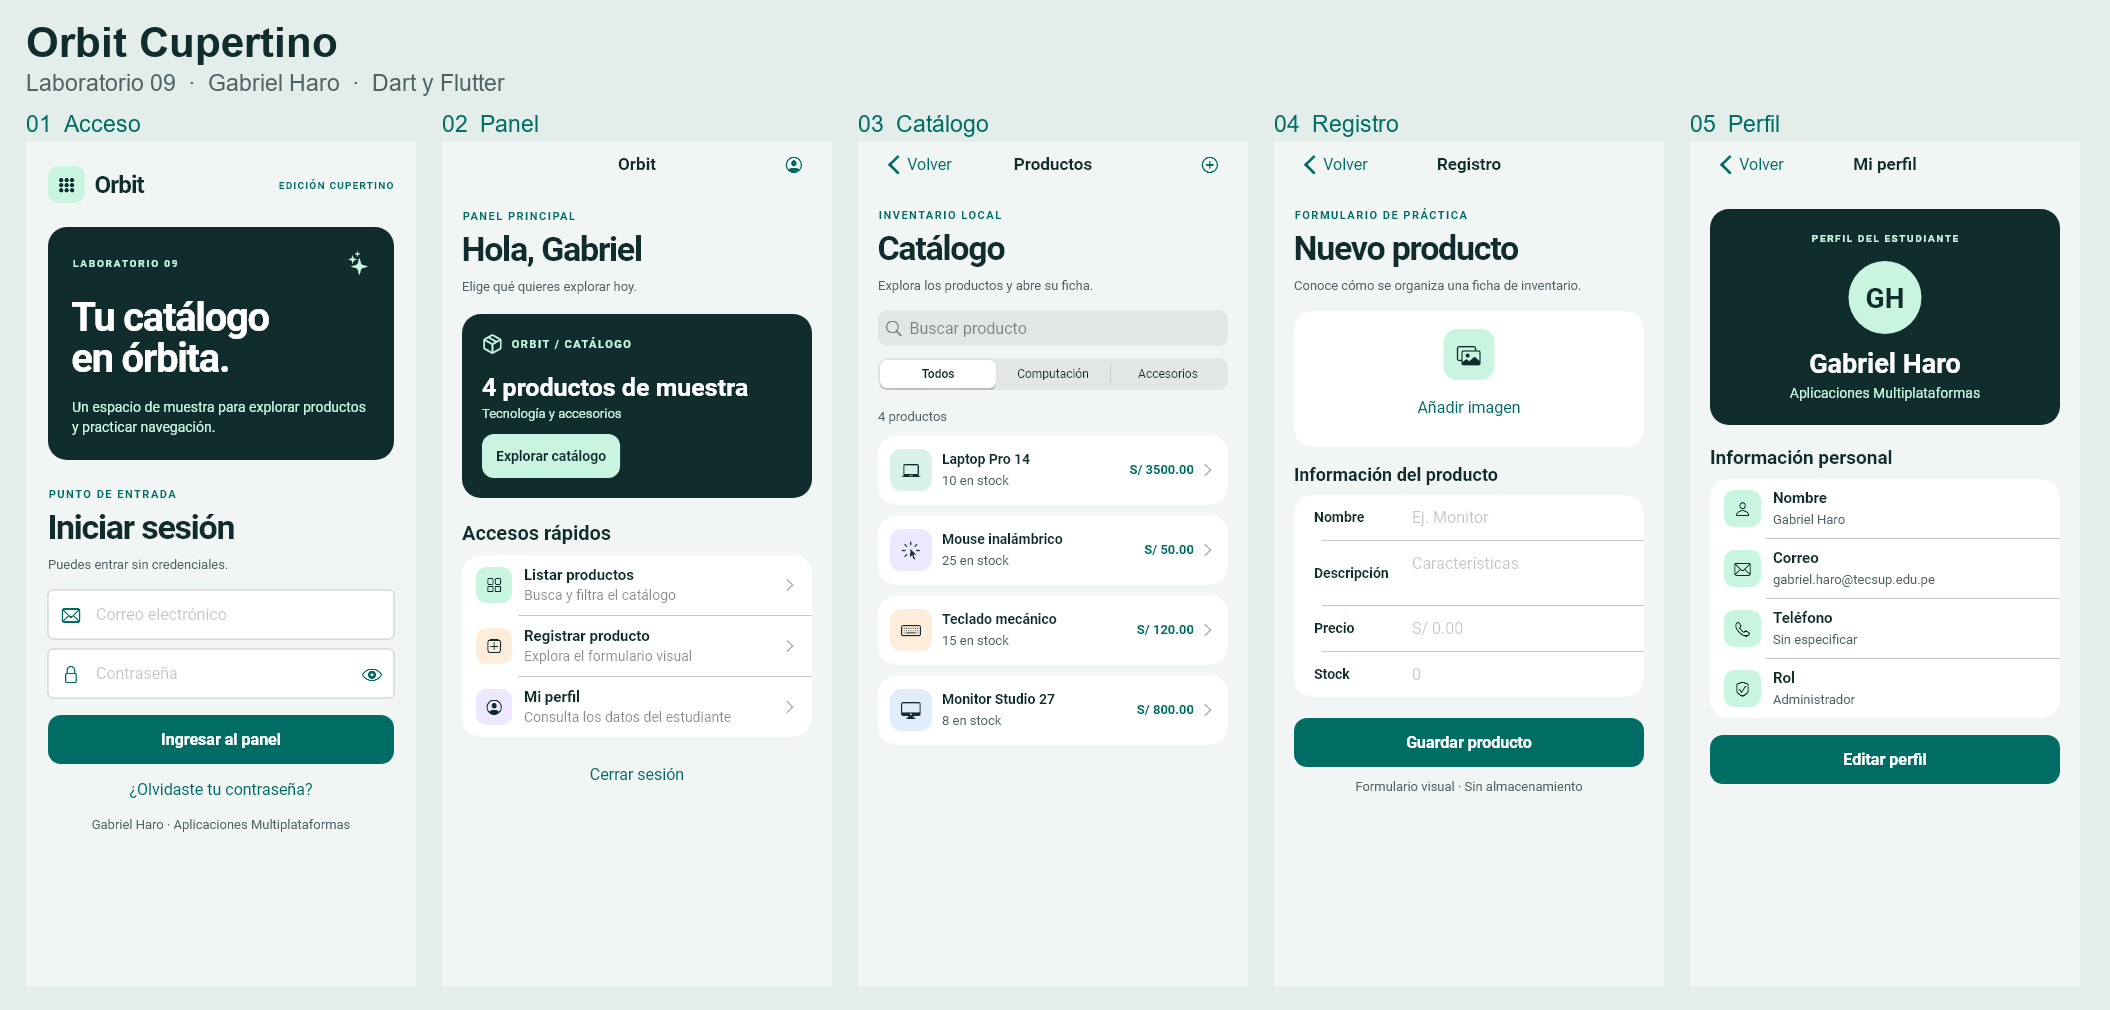 Orbit Cupertino
Laboratorio 09 · Gabriel Haro · Dart y Flutter
01 Acceso
Orbit
EDICIÓN CUPERTINO
LABORATORIO 09
Tu catálogo
en órbita.
Un espacio de muestra para explorar productos
y practicar navegación.
PUNTO DE ENTRADA
Iniciar sesión
Puedes entrar sin credenciales.
Correo electrónico
Contraseña
Ingresar al panel
¿Olvidaste tu contraseña?
Gabriel Haro · Aplicaciones Multiplataformas
02 Panel
Orbit
PANEL PRINCIPAL
Hola, Gabriel
Elige qué quieres explorar hoy.
ORBIT / CATÁLOGO
4 productos de muestra
Tecnología y accesorios
Explorar catálogo
Accesos rápidos
Listar productos
Busca y filtra el catálogo
Registrar producto
Explora el formulario visual
Mi perfil
Consulta los datos del estudiante
Cerrar sesión
03 Catálogo
Volver
Productos
INVENTARIO LOCAL
Catálogo
Explora los productos y abre su ficha.
Buscar producto
Todos
Computación
Accesorios
4 productos
Laptop Pro 14
10 en stock
S/ 3500.00
Mouse inalámbrico
25 en stock
S/ 50.00
Teclado mecánico
15 en stock
S/ 120.00
Monitor Studio 27
8 en stock
S/ 800.00
04 Registro
Volver
Registro
FORMULARIO DE PRÁCTICA
Nuevo producto
Conoce cómo se organiza una ficha de inventario.
Añadir imagen
Información del producto
Nombre
Ej. Monitor
Descripción
Características
Precio
S/ 0.00
Stock
0
Guardar producto
Formulario visual · Sin almacenamiento
05 Perfil
Volver
Mi perfil
PERFIL DEL ESTUDIANTE
GH
Gabriel Haro
Aplicaciones Multiplataformas
Información personal
Nombre
Gabriel Haro
Correo
gabriel.haro@tecsup.edu.pe
Teléfono
Sin especificar
Rol
Administrador
Editar perfil